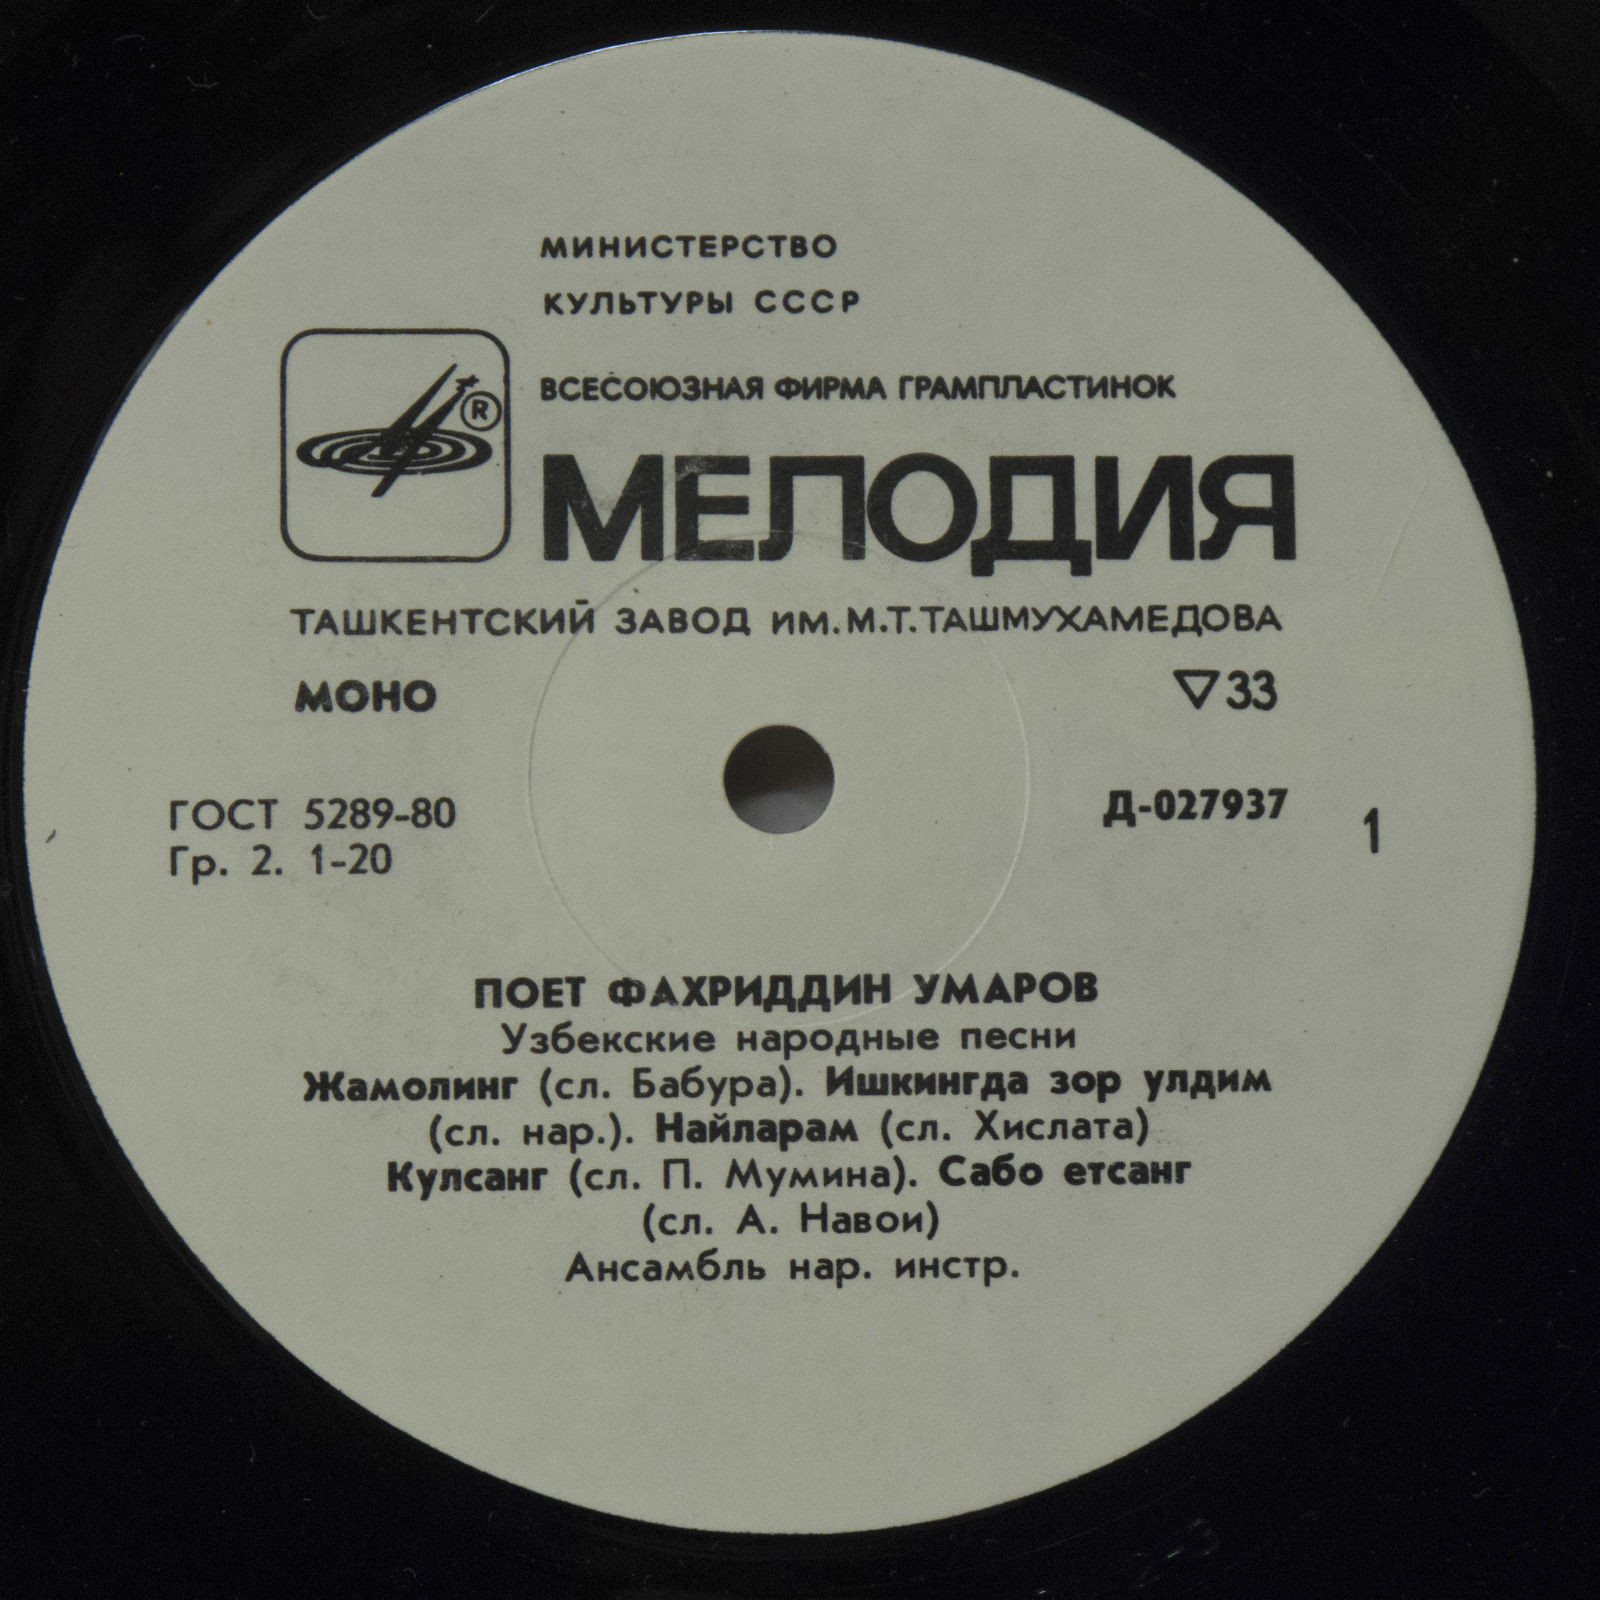 МИНИСТЕРСТВО
КУЛЬТУРЫ СССР
ВСЕСОЮЗНАЯ ФИРМА ГРАМПЛАСТИНОК
®
МЕЛОДИЯ
ТАШКЕНТСКИЙ ЗАВОД ИМ. М.Т. ТАШМУХАМЕДОВА
МОНО ▽33
ГОСТ 5289-80 Д-027937 1
Гр. 2. 1-20
ПОЕТ ФАХРИДДИН УМАРОВ
Узбекские народные песни
Жамолинг (сл. Бабура). Ишкингда зор улдим
(сл. нар.). Найларам (сл. Хислата)
Кулсанг (сл. П. Мумина). Сабо етсанг
(сл. А. Навои)
Ансамбль нар. инстр.